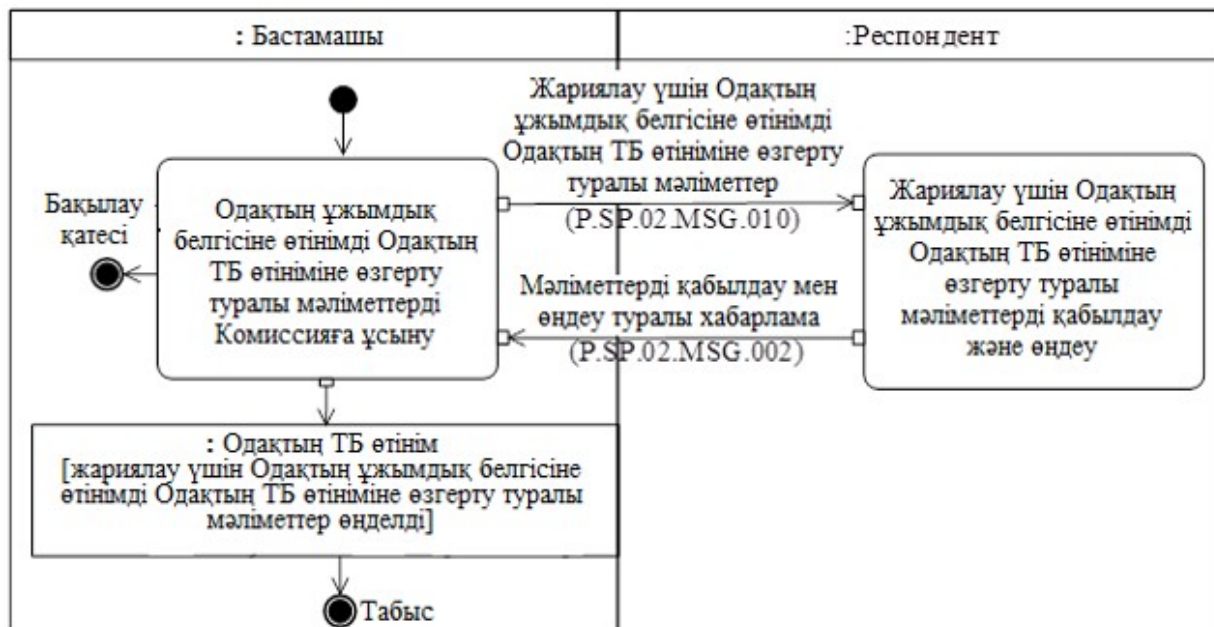 : Бастамашы
:Респондент
Жариялау үшін Одақтың
ұжымдық белгісіне өтінімді
Одақтың ТБ өтініміне өзгерту
туралы мәліметтер
(P.SP.02.MSG.010)
Бақылау
қатесі
Одақтың ұжымдық
белгісіне өтінімді Одақтың
ТБ өтініміне өзгерту
туралы мәліметтерді
Комиссияға ұсыну
Жариялау үшін Одақтың
ұжымдық белгісіне өтінімді
Одақтың ТБ өтініміне
өзгерту туралы
мәліметтерді қабылдау
және өңдеу
Мәліметтерді қабылдау мен
өңдеу туралы хабарлама
(P.SP.02.MSG.002)
: Одақтың ТБ өтінім
[жариялау үшін Одақтың ұжымдық белгісіне
өтінімді Одақтың ТБ өтініміне өзгерту туралы
мәліметтер өңделді]
Табыс